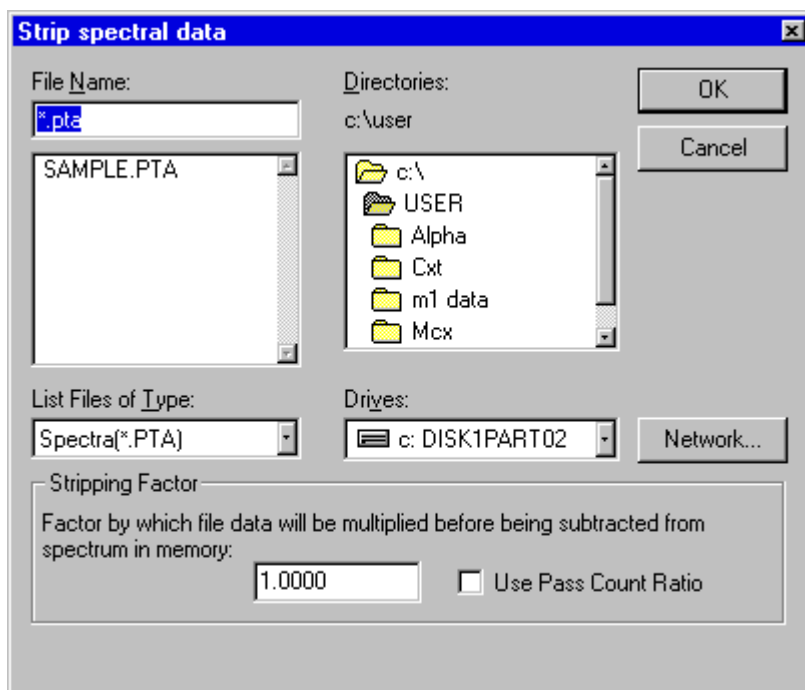 Strip spectral data
File Name:
*.pta
SAMPLE.PTA
List Files of Type:
Spectra(*.PTA)
Directories:
c:\user
c:\
USER
Alpha
Cxt
m1 data
Mcx
Drives:
c: DISK1PART02
OK
Cancel
Network...
Stripping Factor
Factor by which file data will be multiplied before being subtracted from
spectrum in memory:
1.0000
Use Pass Count Ratio